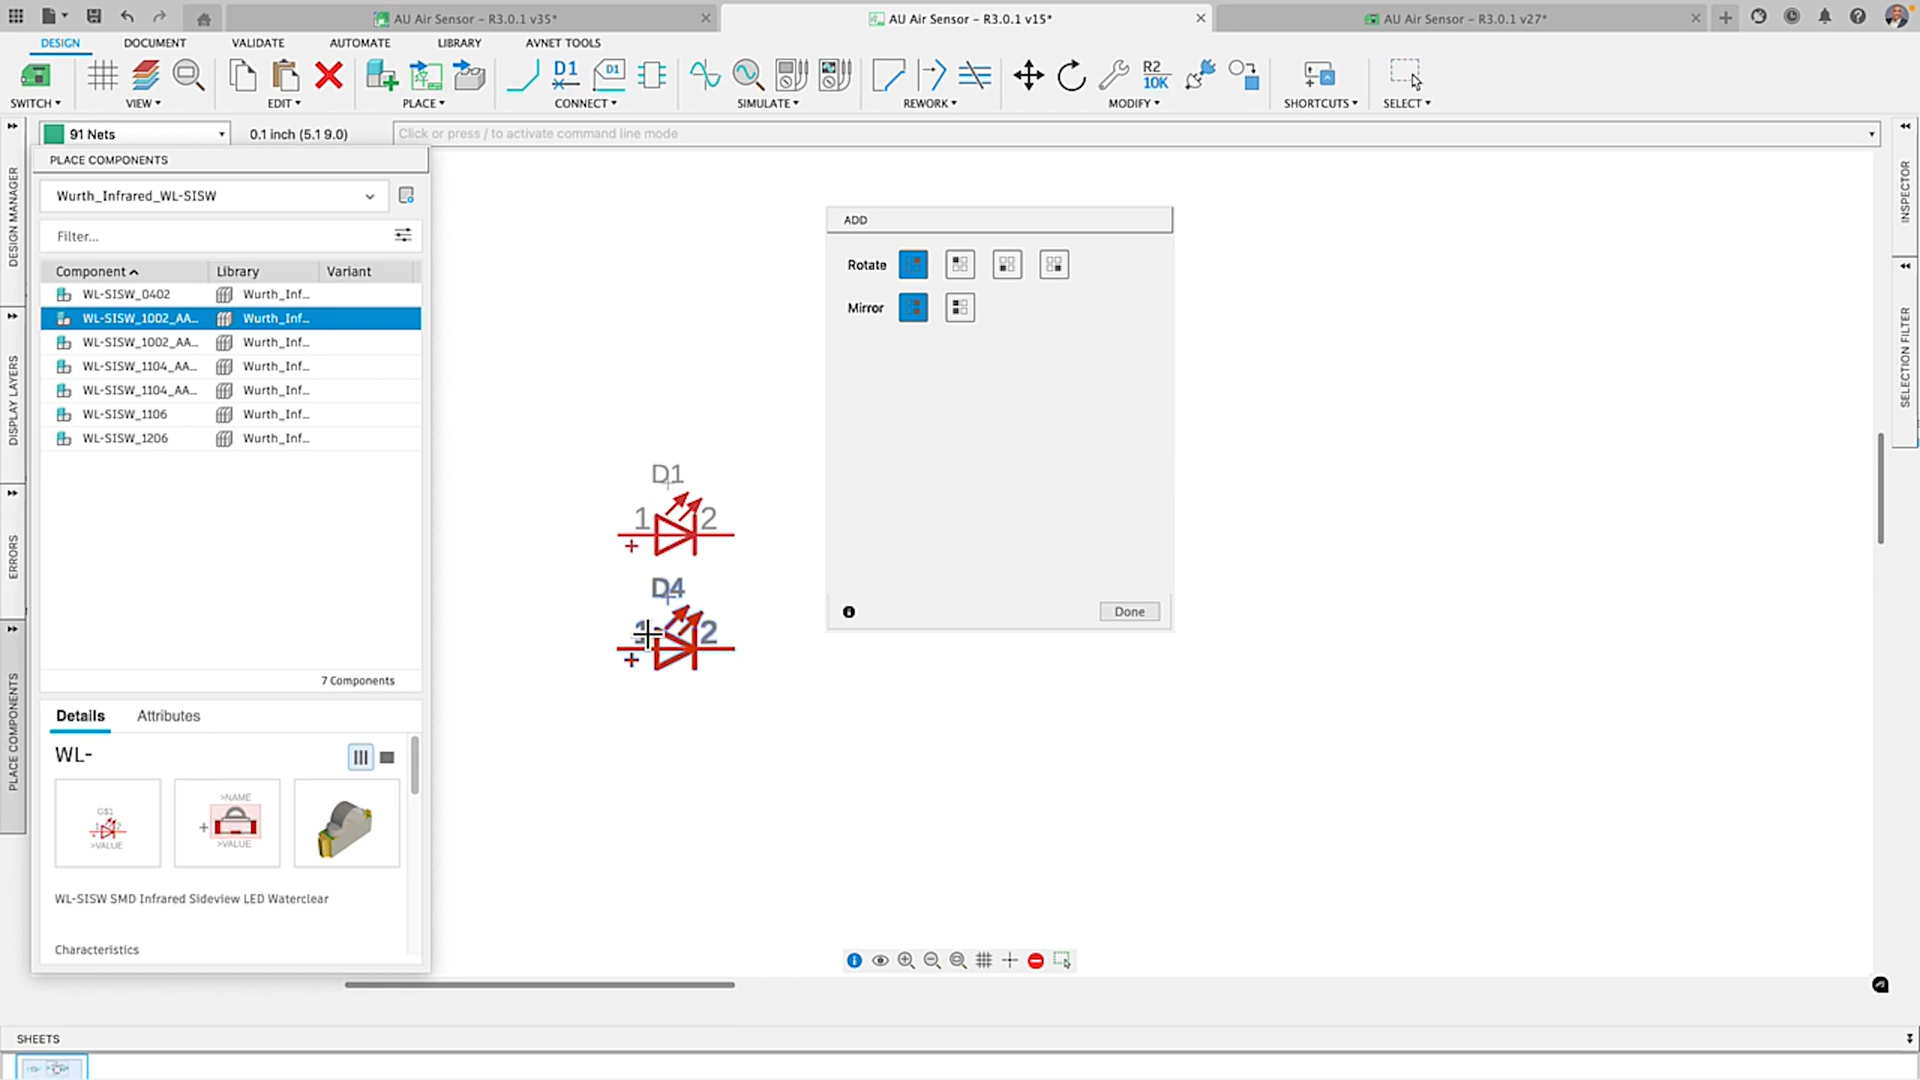 AU Air Sensor – R3.0.1 v35*
AU Air Sensor – R3.0.1 v15*
AU Air Sensor – R3.0.1 v27*
DESIGN
DOCUMENT
VALIDATE
AUTOMATE
LIBRARY
AVNET TOOLS
D1
D1
R2
10K
SWITCH
VIEW
EDIT
PLACE
CONNECT
SIMULATE
REWORK
MODIFY
SHORTCUTS
SELECT
91 Nets
0.1 inch (5.1 9.0)
Click or press / to activate command line mode
DESIGN MANAGER
DISPLAY LAYERS
ERRORS
PLACE COMPONENTS
PLACE COMPONENTS
Wurth_Infrared_WL-SISW
Filter...
Component
Library
Variant
WL-SISW_0402
Wurth_Inf...
WL-SISW_1002_AA...
Wurth_Inf...
WL-SISW_1002_AA...
Wurth_Inf...
WL-SISW_1104_AA...
Wurth_Inf...
WL-SISW_1104_AA...
Wurth_Inf...
WL-SISW_1106
Wurth_Inf...
WL-SISW_1206
Wurth_Inf...
7 Components
Details
Attributes
WL-
G$1
>VALUE
>NAME
>VALUE
WL-SISW SMD Infrared Sideview LED Waterclear
Characteristics
D1
1
2
D4
1
2
ADD
Rotate
Mirror
Done
INSPECTOR
SELECTION FILTER
SHEETS